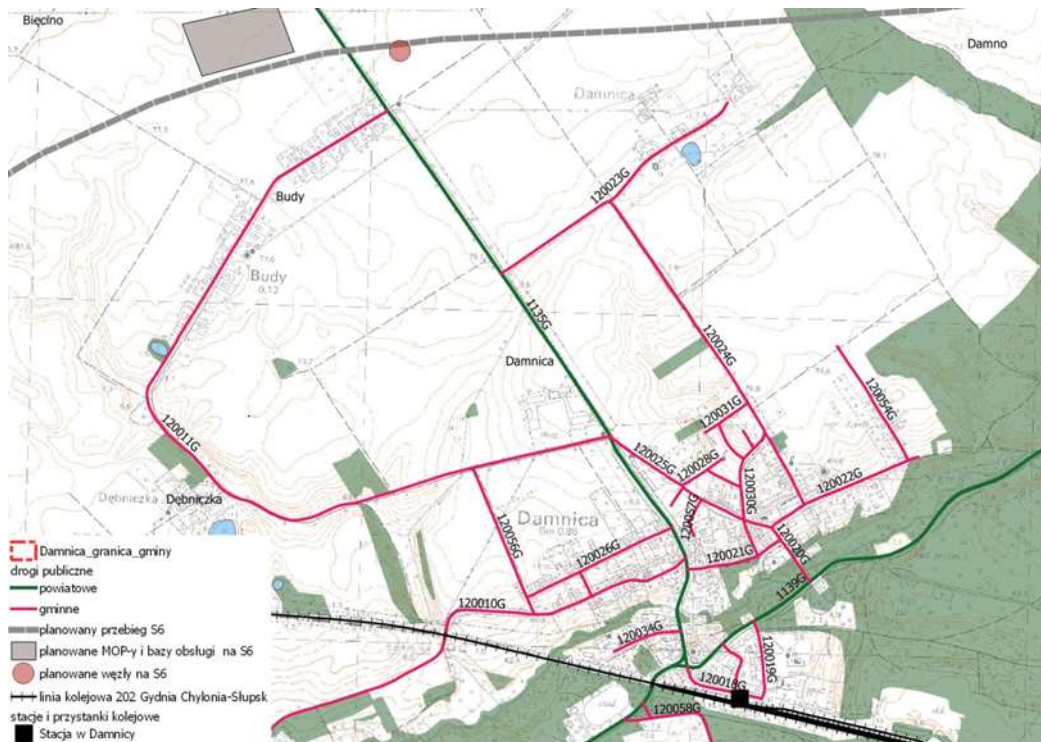 Bięcino
Damno
Damnica
120023G
Budy
Budy
0,12
1135G
Damnica
120024G
120031G
120054G
120011G
120025G
120028G
120022G
120030G
Dębniczka
Dębniczka
Damnica
120057G
120056G
120026G
120021G
120020G
1139G
120010G
120034G
120019G
120018G
120058G
Damnica_granica_gminy
drogi publiczne
powiatowe
gminne
planowany przebieg S6
planowane MOP-y i bazy obsługi na S6
planowane węzły na S6
linia kolejowa 202 Gydnia Chylonia-Słupsk
stacje i przystanki kolejowe
Stacja w Damnicy